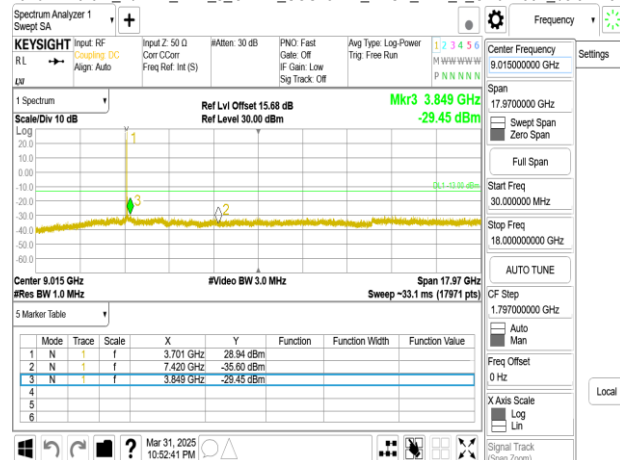 Spectrum Analyzer 1
Swept SA
Frequency
Settings
KEYSIGHT
RL
Input: RF
Coupling: DC
Align: Auto
Input Z: 50 Ω
Corr CCorr
Freq Ref: Int (S)
#Atten: 30 dB
PNO: Fast
Gate: Off
IF Gain: Low
Sig Track: Off
Avg Type: Log-Power
Trig: Free Run
1 2 3 4 5 6
M W W W W W
P N N N N N
1 Spectrum
Scale/Div 10 dB
Ref Lvl Offset 15.68 dB
Ref Level 30.00 dBm
Mkr3 3.849 GHz
-29.45 dBm
Log
20.0
10.0
0.00
-10.0
-20.0
-30.0
-40.0
-50.0
-60.0
1
2
3
DL1 -13.00 dBm
Center 9.015 GHz
#Res BW 1.0 MHz
#Video BW 3.0 MHz
Span 17.97 GHz
Sweep ~33.1 ms (17971 pts)
5 Marker Table
Mode Trace Scale X Y Function Function Width Function Value
1 N 1 f 3.701 GHz 28.94 dBm
2 N 1 f 7.420 GHz -35.60 dBm
3 N 1 f 3.849 GHz -29.45 dBm
4
5
6
Mar 31, 2025
10:52:41 PM
Center Frequency
9.015000000 GHz
Span
17.9700000 GHz
Swept Span
Zero Span
Full Span
Start Freq
30.000000 MHz
Stop Freq
18.000000000 GHz
AUTO TUNE
CF Step
1.797000000 GHz
Auto
Man
Freq Offset
0 Hz
X Axis Scale
Log
Lin
Signal Track
(Span Zoom)
Local